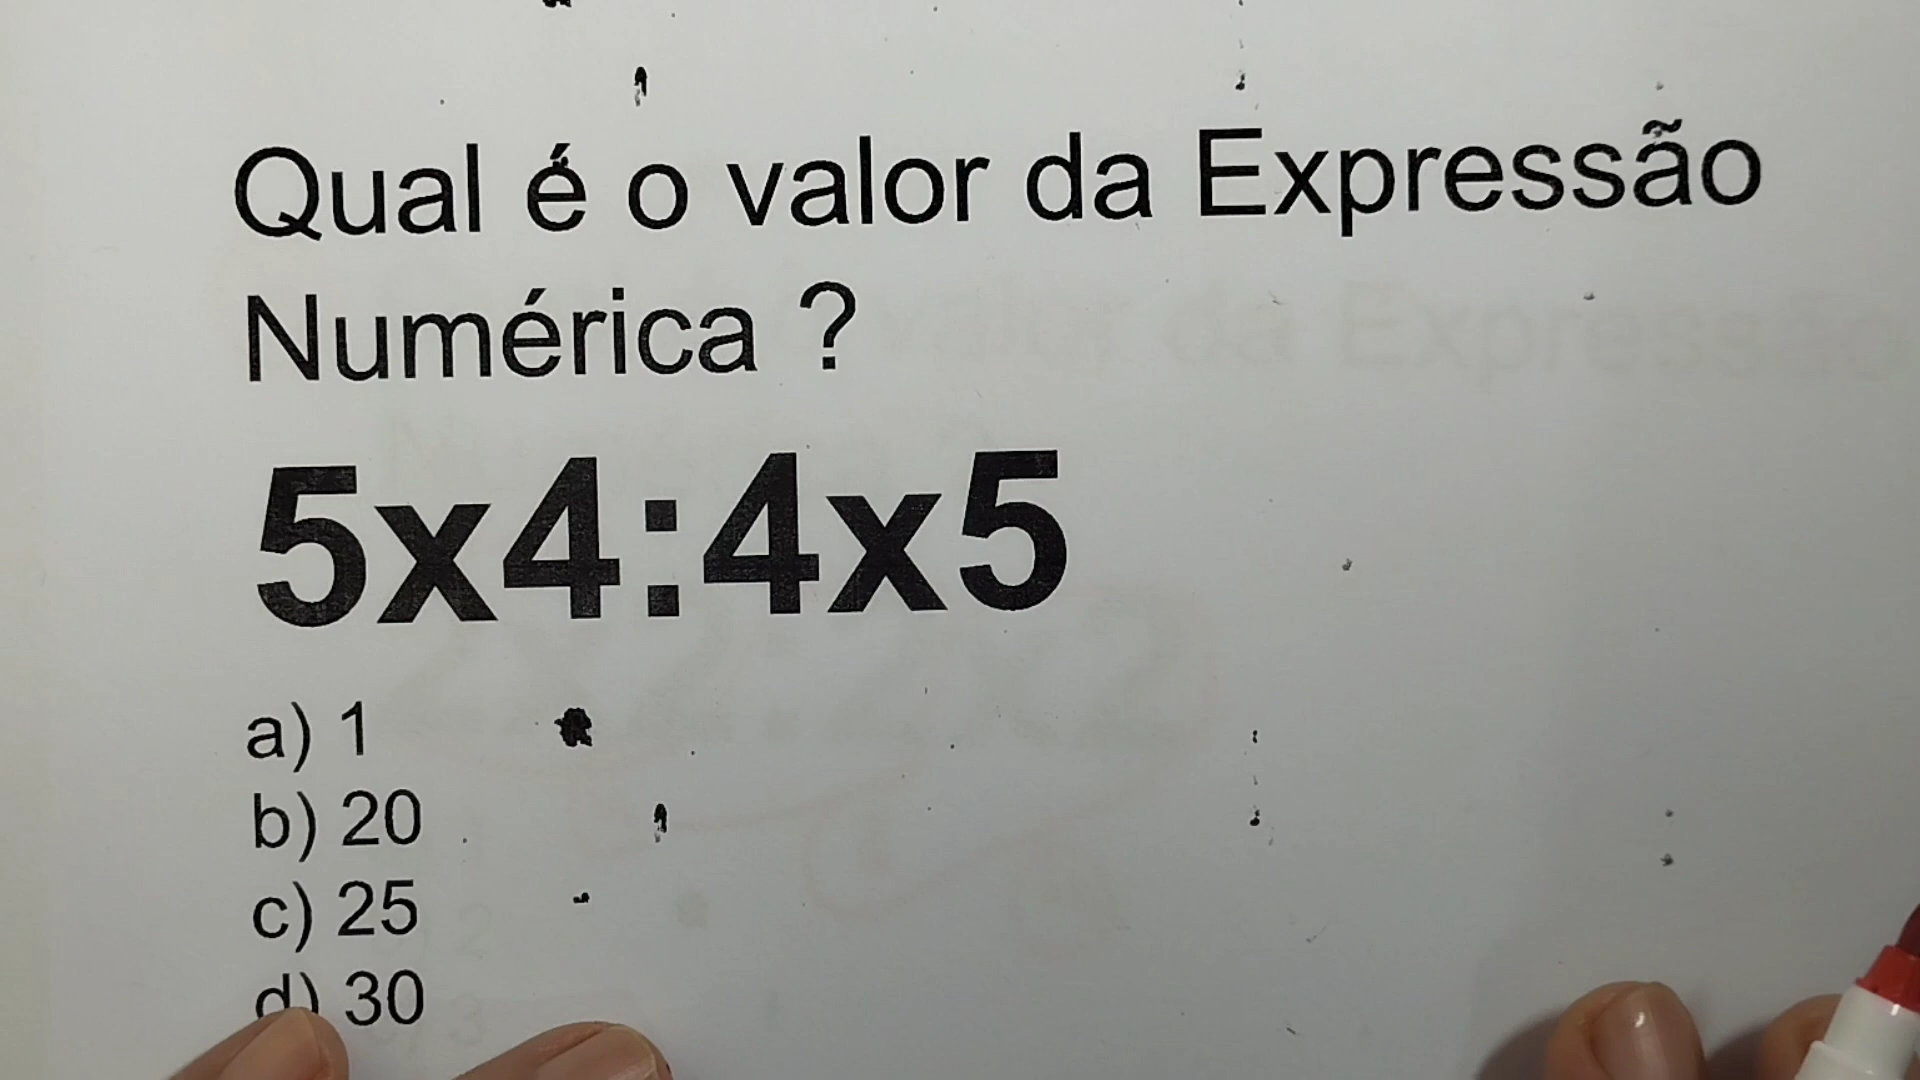 Qual é o valor da Expressão
Numérica ?
5x4:4x5
a) 1
b) 20
c) 25
d) 30